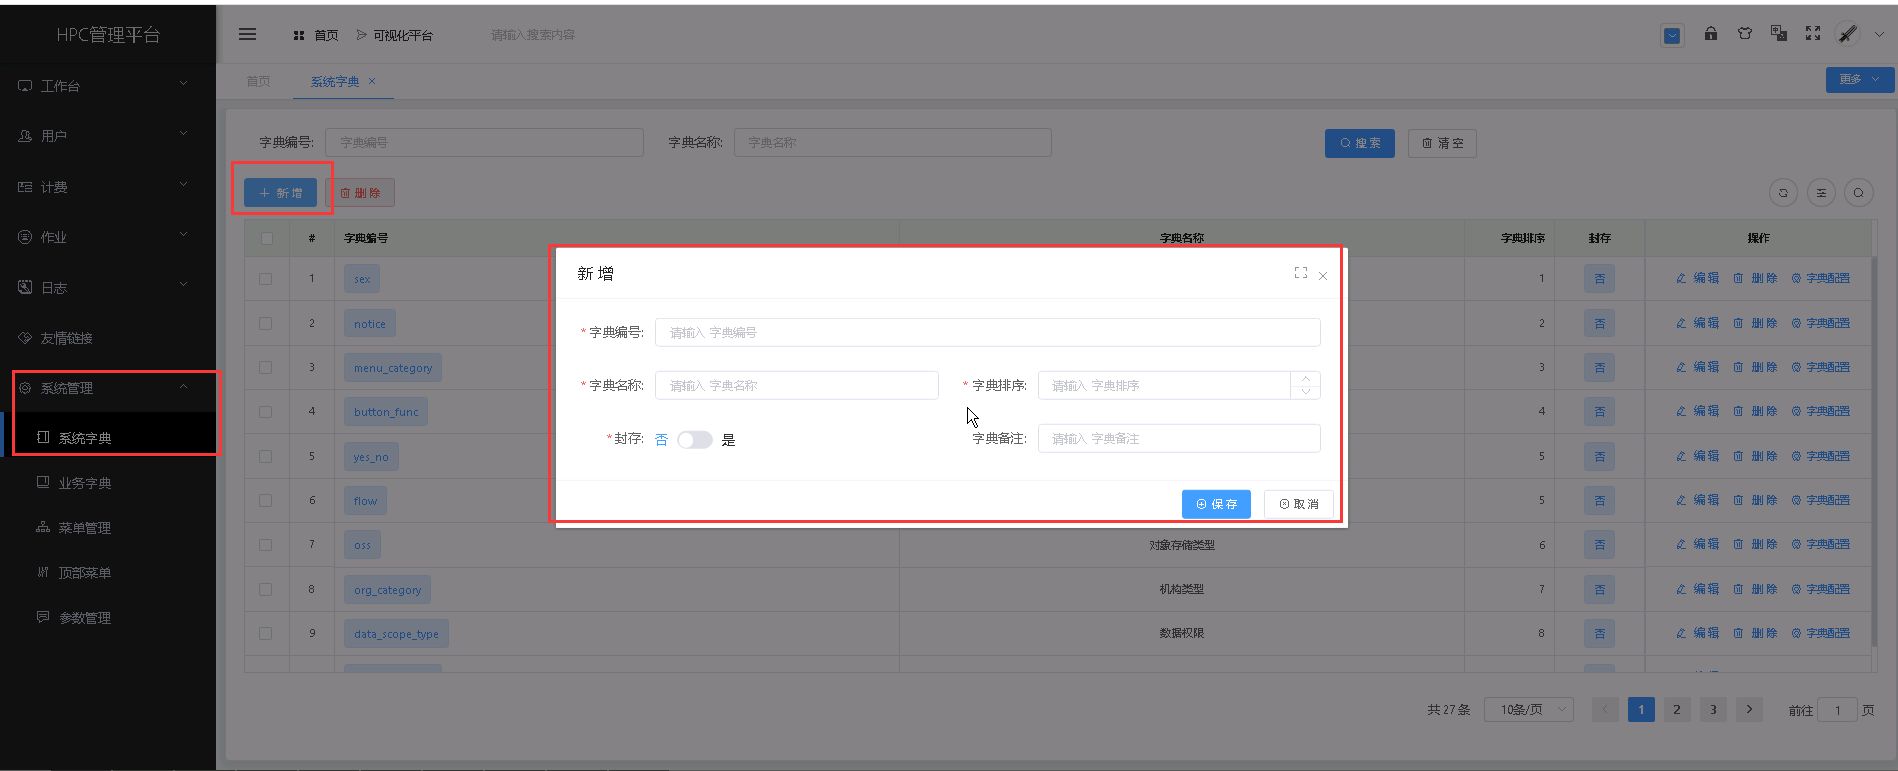 HPC管理平台
首页
可视化平台
请输入搜索内容
工作台
用户
计费
作业
日志
友情链接
系统管理
系统字典
业务字典
菜单管理
顶部菜单
参数管理
首页
系统字典
更多
字典编号:
字典编号
字典名称:
字典名称
搜索
清空
新增
删除
# 字典编号 字典名称 字典排序 封存 操作
1 sex 1 否 编辑 删除 字典配置
2 notice 2 否 编辑 删除 字典配置
3 menu_category 3 否 编辑 删除 字典配置
4 button_func 4 否 编辑 删除 字典配置
5 yes_no 5 否 编辑 删除 字典配置
6 flow 5 否 编辑 删除 字典配置
7 oss 对象存储类型 6 否 编辑 删除 字典配置
8 org_category 机构类型 7 否 编辑 删除 字典配置
9 data_scope_type 数据权限 8 否 编辑 删除 字典配置
新增
* 字典编号: 请输入 字典编号
* 字典名称: 请输入 字典名称
* 字典排序: 请输入 字典排序
* 封存: 否 是
字典备注: 请输入 字典备注
保存
取消
共 27 条
10条/页
1 2 3
前往 1 页